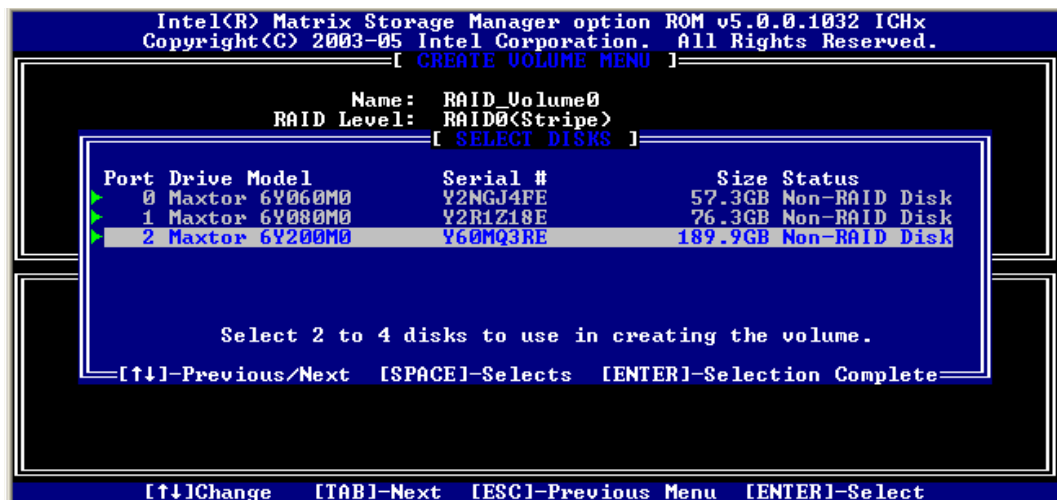 Intel(R) Matrix Storage Manager option ROM v5.0.0.1032 ICHx
Copyright(C) 2003-05 Intel Corporation. All Rights Reserved.
[ CREATE VOLUME MENU ]
Name: RAID_Volume0
RAID Level: RAID0(Stripe)
[ SELECT DISKS ]
Port Drive Model Serial # Size Status
0 Maxtor 6Y060M0 Y2NGJ4FE 57.3GB Non-RAID Disk
1 Maxtor 6Y080M0 Y2R1Z18E 76.3GB Non-RAID Disk
2 Maxtor 6Y200M0 Y60MQ3RE 189.9GB Non-RAID Disk
Select 2 to 4 disks to use in creating the volume.
[↑↓]-Previous/Next [SPACE]-Selects [ENTER]-Selection Complete
[↑↓]Change [TAB]-Next [ESC]-Previous Menu [ENTER]-Select